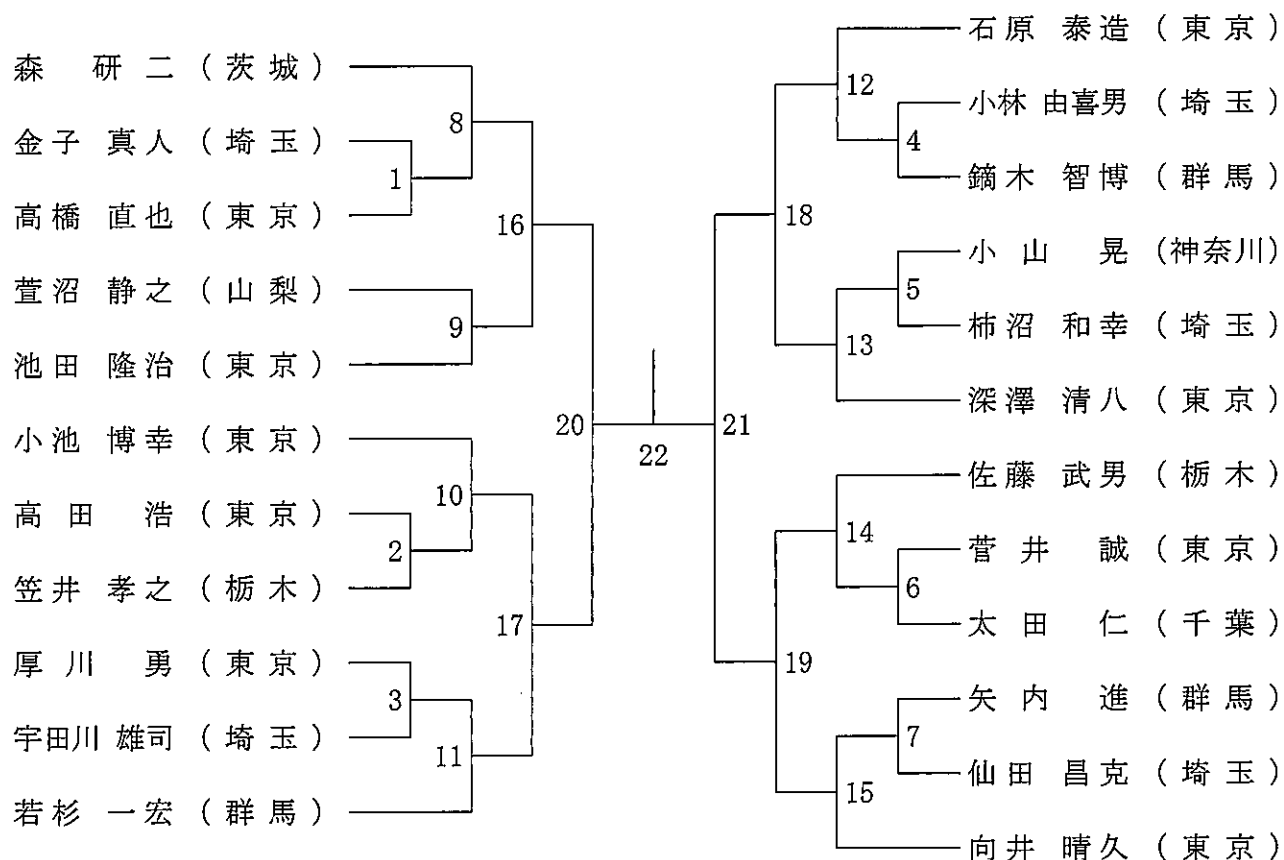 森 研二 (茨城)
金子 真人 (埼玉)
高橋 直也 (東京)
萱沼 静之 (山梨)
池田 隆治 (東京)
小池 博幸 (東京)
高田 浩 (東京)
笠井 孝之 (栃木)
厚川 勇 (東京)
宇田川 雄司 (埼玉)
若杉 一宏 (群馬)
1
2
3
8
9
10
11
16
17
20
22
21
18
19
12
13
14
15
4
5
6
7
石原 泰造 (東京)
小林 由喜男 (埼玉)
鏑木 智博 (群馬)
小山 晃 (神奈川)
柿沼 和幸 (埼玉)
深澤 清八 (東京)
佐藤 武男 (栃木)
菅井 誠 (東京)
太田 仁 (千葉)
矢内 進 (群馬)
仙田 昌克 (埼玉)
向井 晴久 (東京)